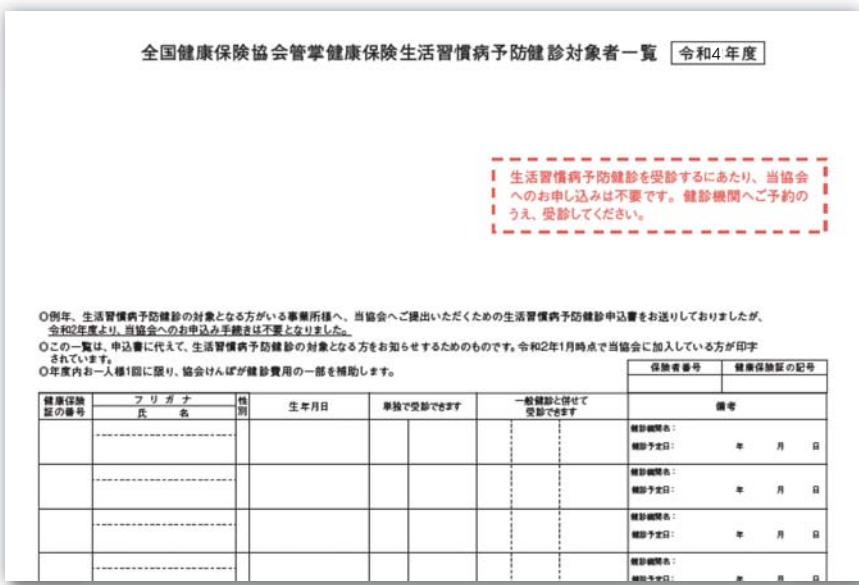 全国健康保険協会管掌健康保険生活習慣病予防健診対象者一覧 令和4年度
生活習慣病予防健診を受診するにあたり、当協会
へのお申し込みは不要です。健診機関へご予約の
うえ、受診してください。
○例年、生活習慣病予防健診の対象となる方がいる事業所様へ、当協会へご提出いただくための生活習慣病予防健診申込書をお送りしておりましたが、
令和2年度より、当協会へのお申込み手続きは不要となりました。
○この一覧は、申込書に代えて、生活習慣病予防健診の対象となる方をお知らせするためのものです。令和2年1月時点で当協会に加入している方が印字
されています。
○年度内お一人様1回に限り、協会けんぽが健診費用の一部を補助します。
保険者番号 健康保険証の記号
健康保険
証の番号
フリガナ
氏 名
性
別
生年月日
単独で受診できます
一般健診と併せて
受診できます
備考
健診機関名:
健診予定日: 年 月 日
健診機関名:
健診予定日: 年 月 日
健診機関名:
健診予定日: 年 月 日
健診機関名:
健診予定日: 年 月 日